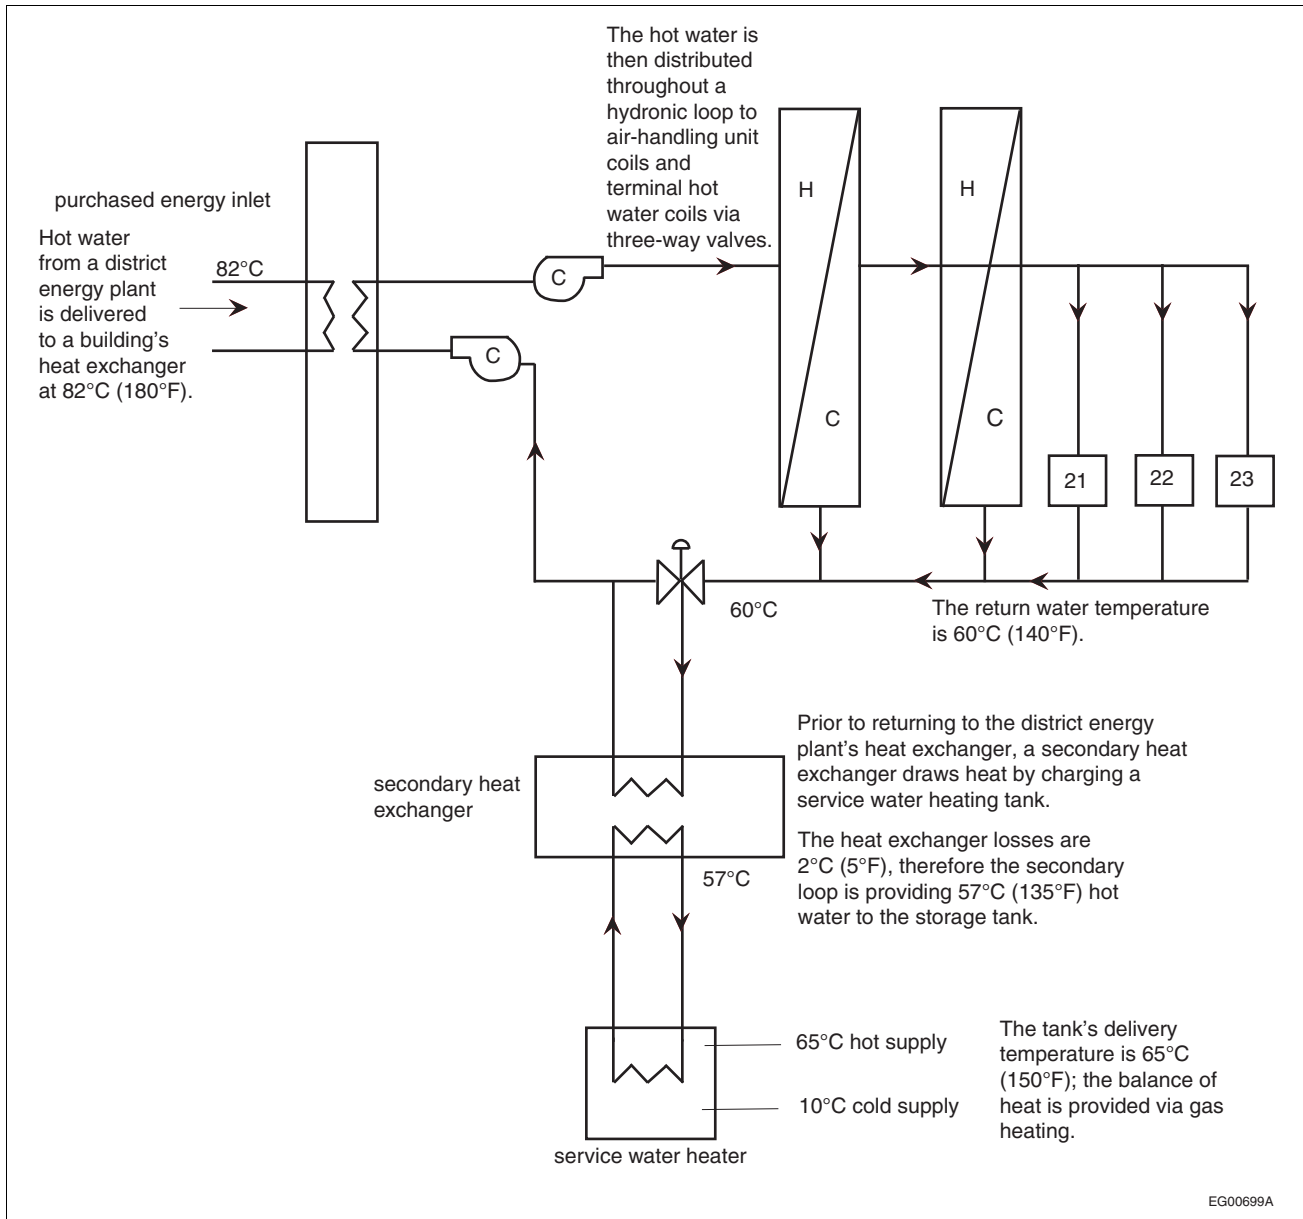 The hot water is
then distributed
throughout a
hydronic loop to
air-handling unit
coils and
terminal hot
water coils via
three-way valves.
purchased energy inlet
Hot water
from a district
energy plant
is delivered
to a building's
heat exchanger
at 82°C (180°F).
82°C
C
C
H
C
H
C
21
22
23
60°C
The return water temperature
is 60°C (140°F).
secondary heat
exchanger
Prior to returning to the district energy
plant's heat exchanger, a secondary heat
exchanger draws heat by charging a
service water heating tank.
The heat exchanger losses are
2°C (5°F), therefore the secondary
loop is providing 57°C (135°F) hot
water to the storage tank.
57°C
65°C hot supply
10°C cold supply
The tank's delivery
temperature is 65°C
(150°F); the balance of
heat is provided via gas
heating.
service water heater
EG00699A